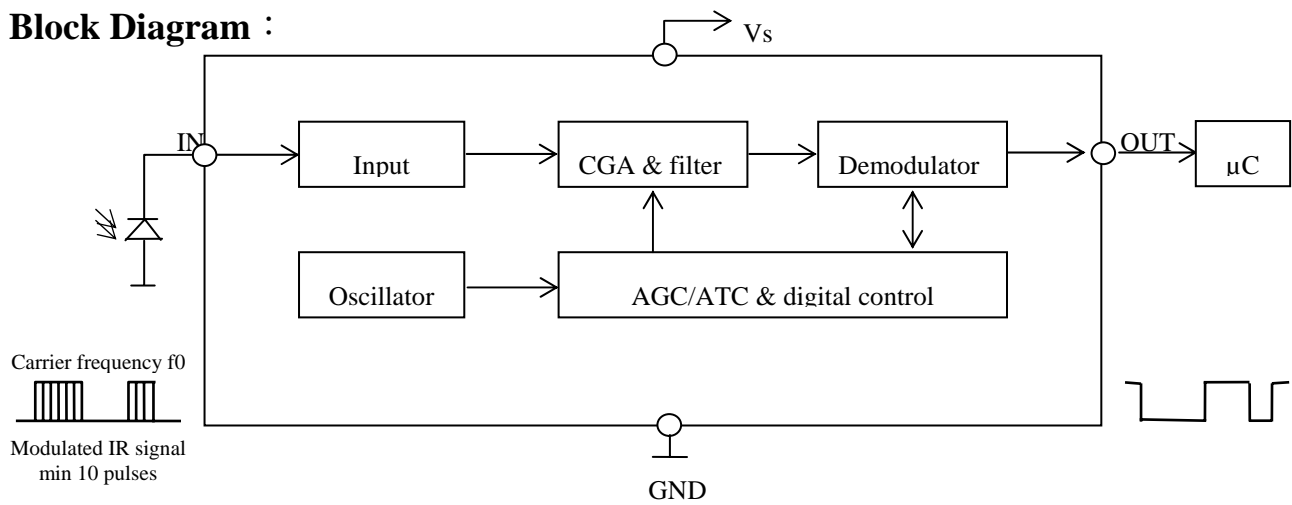 Block Diagram：
Vs
IN
Input
CGA & filter
Demodulator
OUT
µC
Oscillator
AGC/ATC & digital control
Carrier frequency f0
Modulated IR signal
min 10 pulses
GND